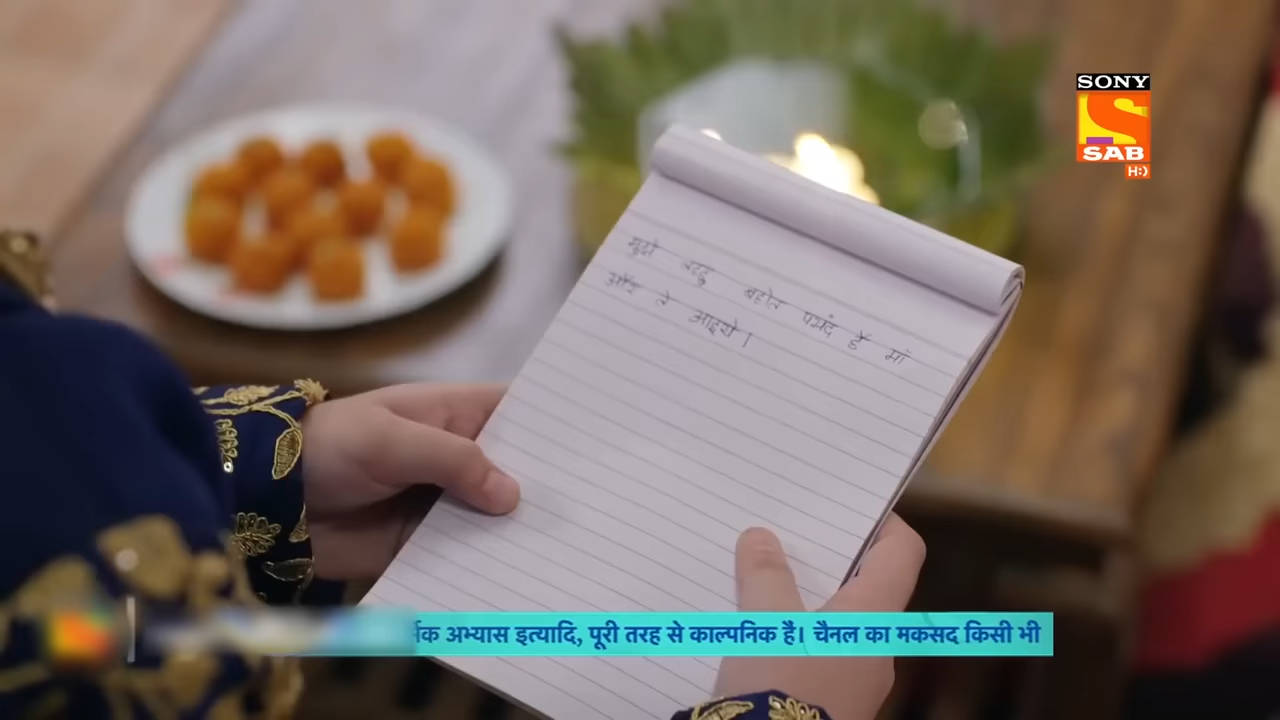 SONY
SAB
HD
मुझे लड्डू बहोत पसंद हैं माँ
और ले आइये।
र्मिक अभ्यास इत्यादि, पूरी तरह से काल्पनिक हैं। चैनल का मकसद किसी भी